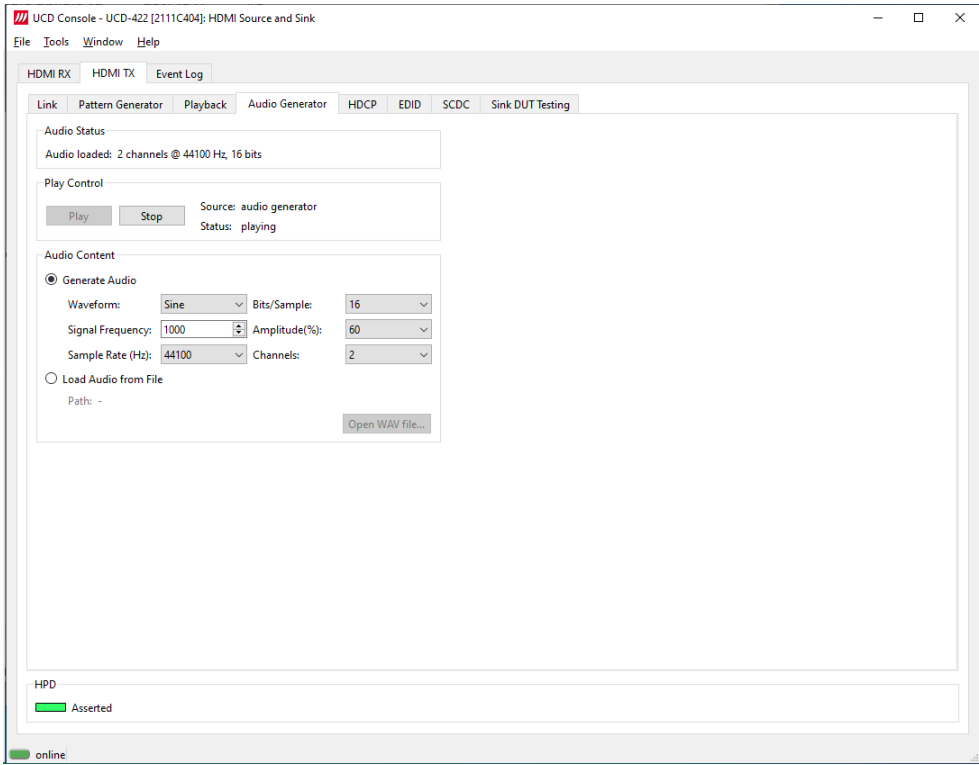 UCD Console - UCD-422 [2111C404]: HDMI Source and Sink
File Tools Window Help
HDMI RX HDMI TX Event Log
Link Pattern Generator Playback Audio Generator HDCP EDID SCDC Sink DUT Testing
Audio Status
Audio loaded: 2 channels @ 44100 Hz, 16 bits
Play Control
Play Stop Source: audio generator
Status: playing
Audio Content
Generate Audio
Waveform: Sine Bits/Sample: 16
Signal Frequency: 1000 Amplitude(%): 60
Sample Rate (Hz): 44100 Channels: 2
Load Audio from File
Path: -
Open WAV file...
HPD
Asserted
online